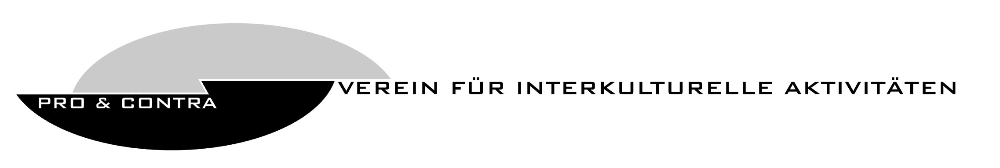 PRO & CONTRA
VEREIN FÜR INTERKULTURELLE AKTIVITÄTEN